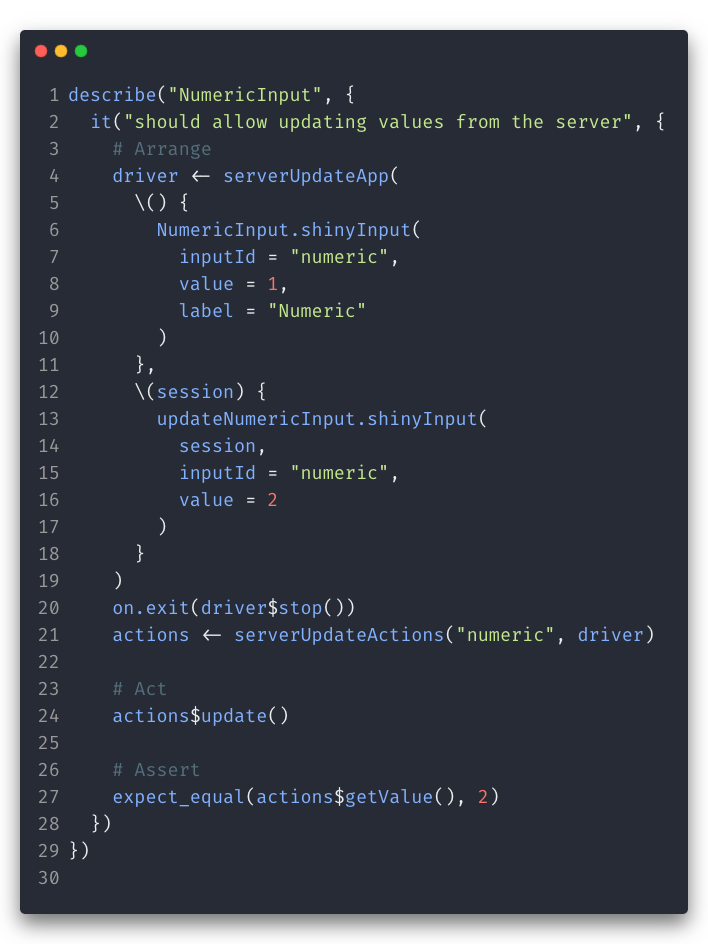 1 describe("NumericInput", {
2   it("should allow updating values from the server", {
3     # Arrange
4     driver <- serverUpdateApp(
5       \() {
6         NumericInput.shinyInput(
7           inputId = "numeric",
8           value = 1,
9           label = "Numeric"
10         )
11       },
12       \(session) {
13         updateNumericInput.shinyInput(
14           session,
15           inputId = "numeric",
16           value = 2
17         )
18       }
19     )
20     on.exit(driver$stop())
21     actions <- serverUpdateActions("numeric", driver)
22
23     # Act
24     actions$update()
25
26     # Assert
27     expect_equal(actions$getValue(), 2)
28   })
29 })
30